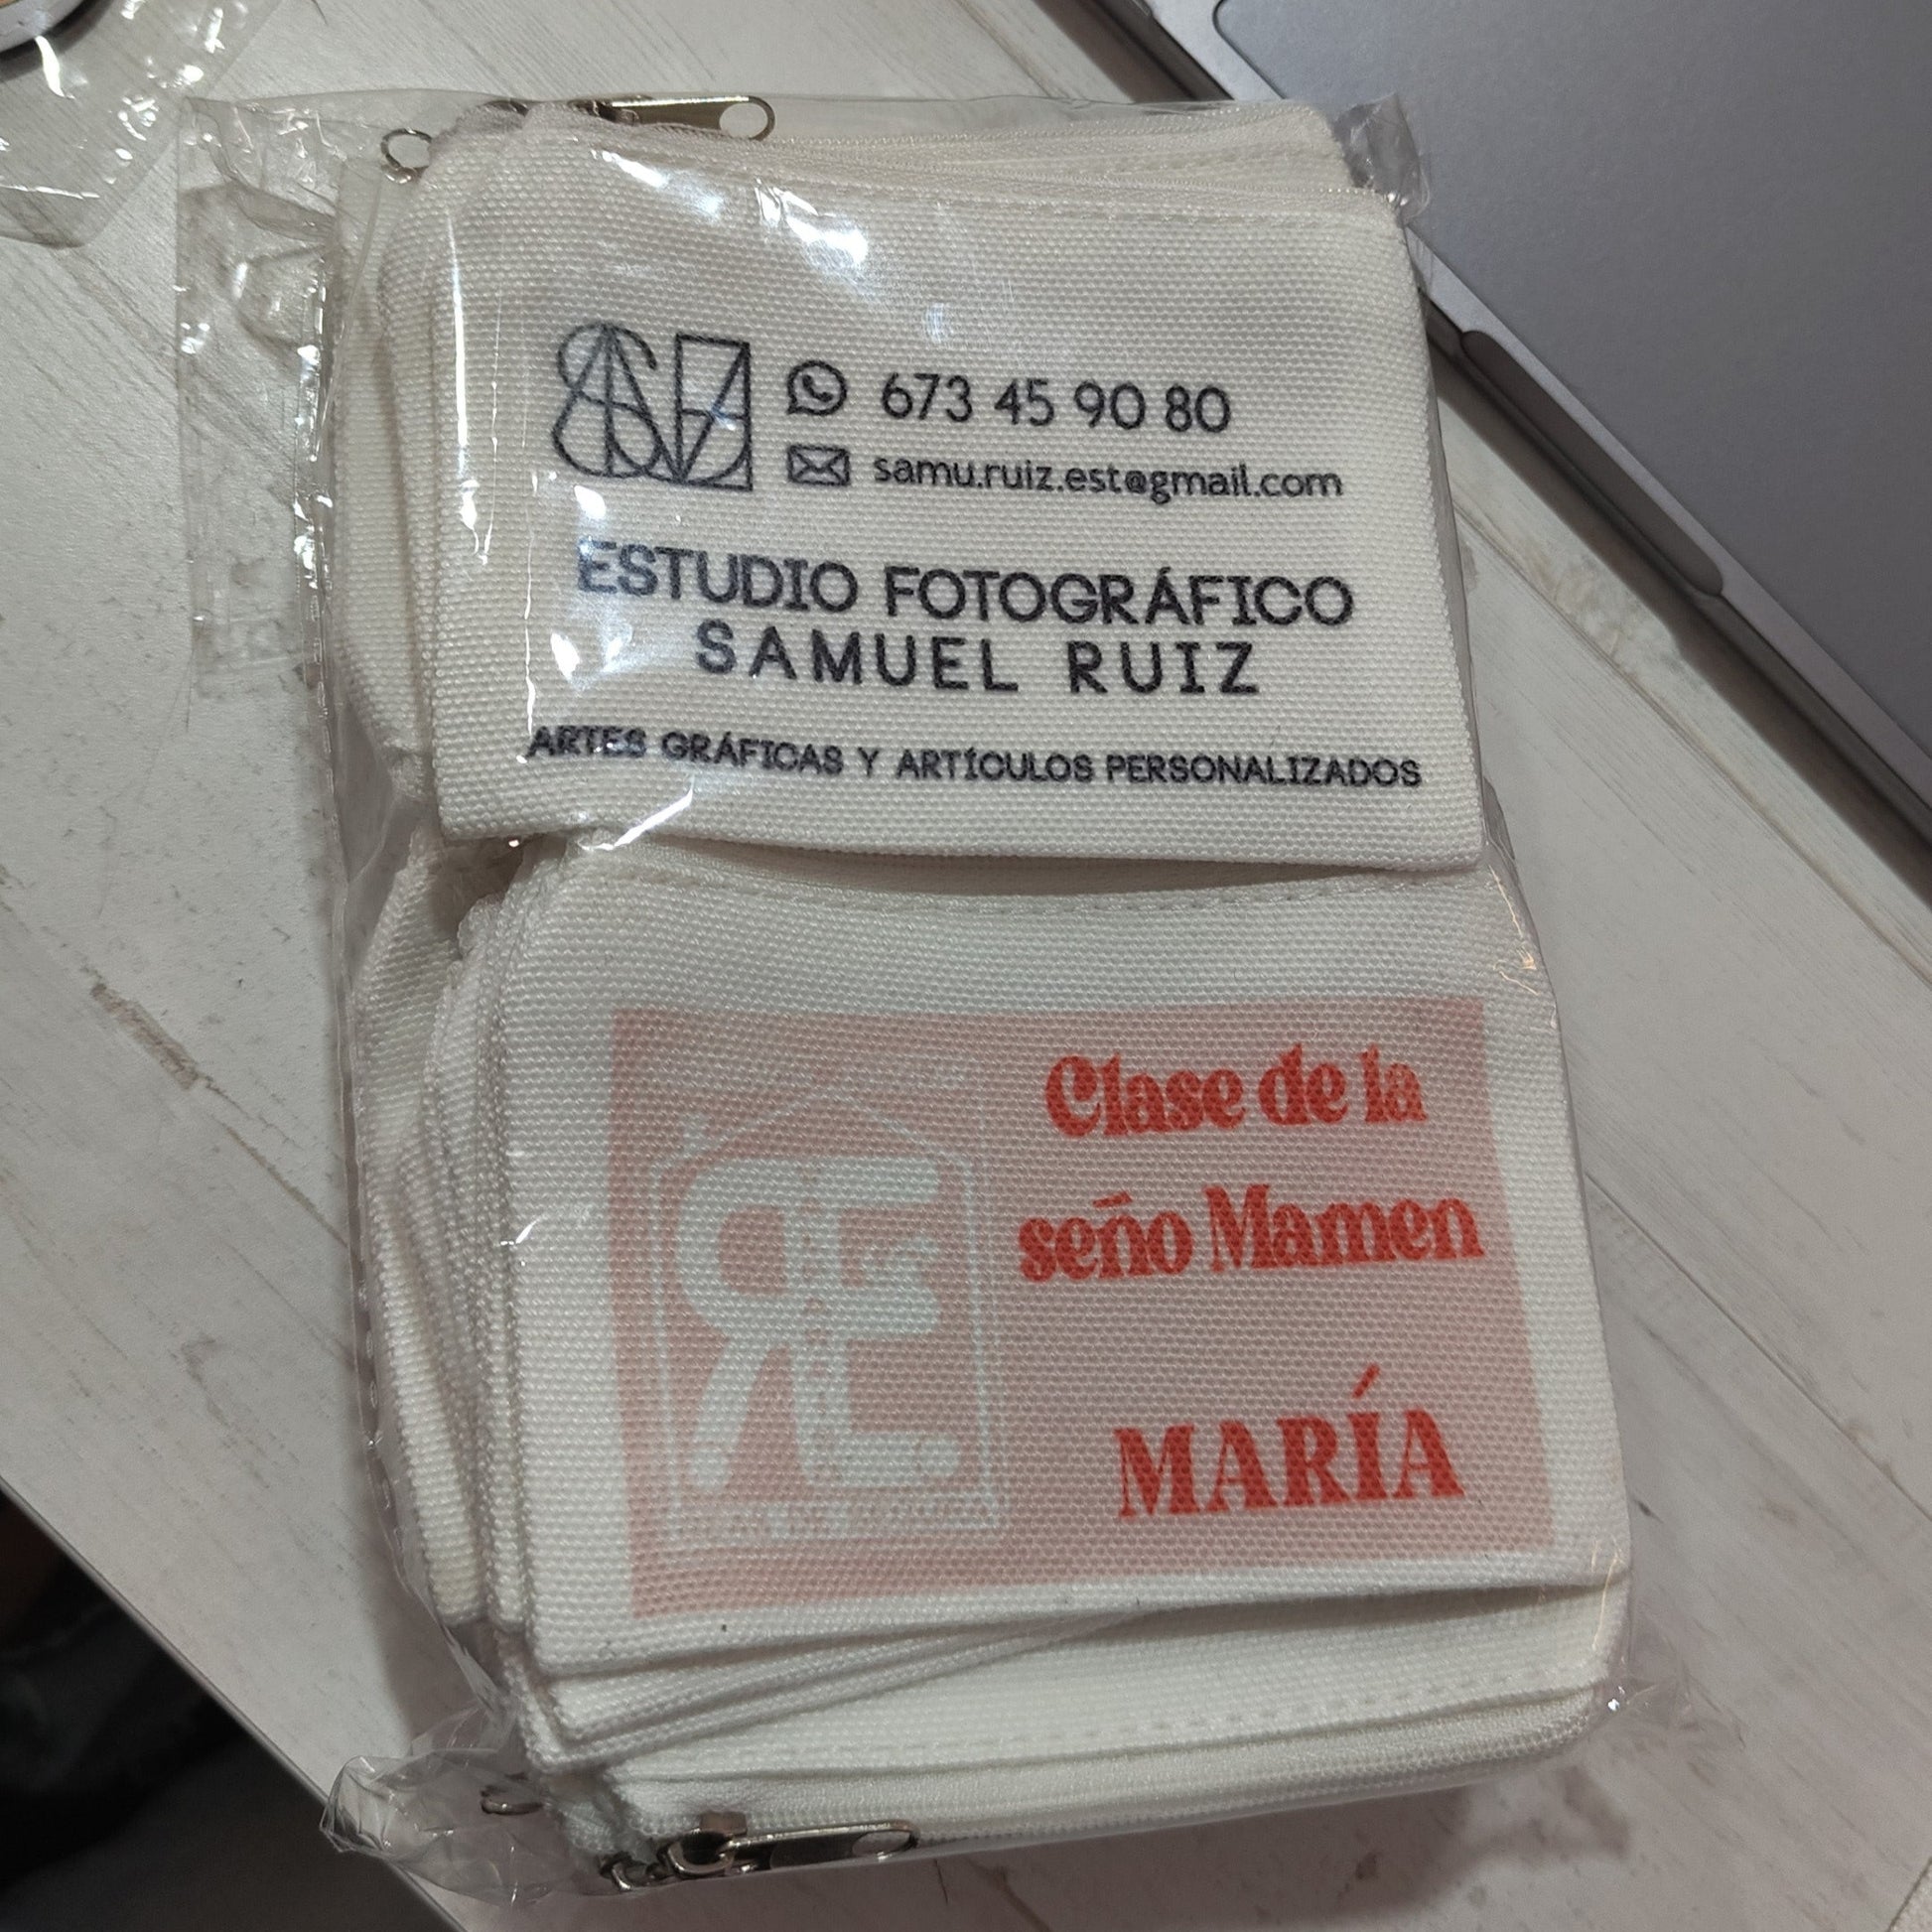 673 45 90 80
samu.ruiz.est@gmail.com
ESTUDIO FOTOGRÁFICO
SAMUEL RUIZ
ARTES GRÁFICAS Y ARTÍCULOS PERSONALIZADOS
Clase de la
seño Mamen
MARÍA